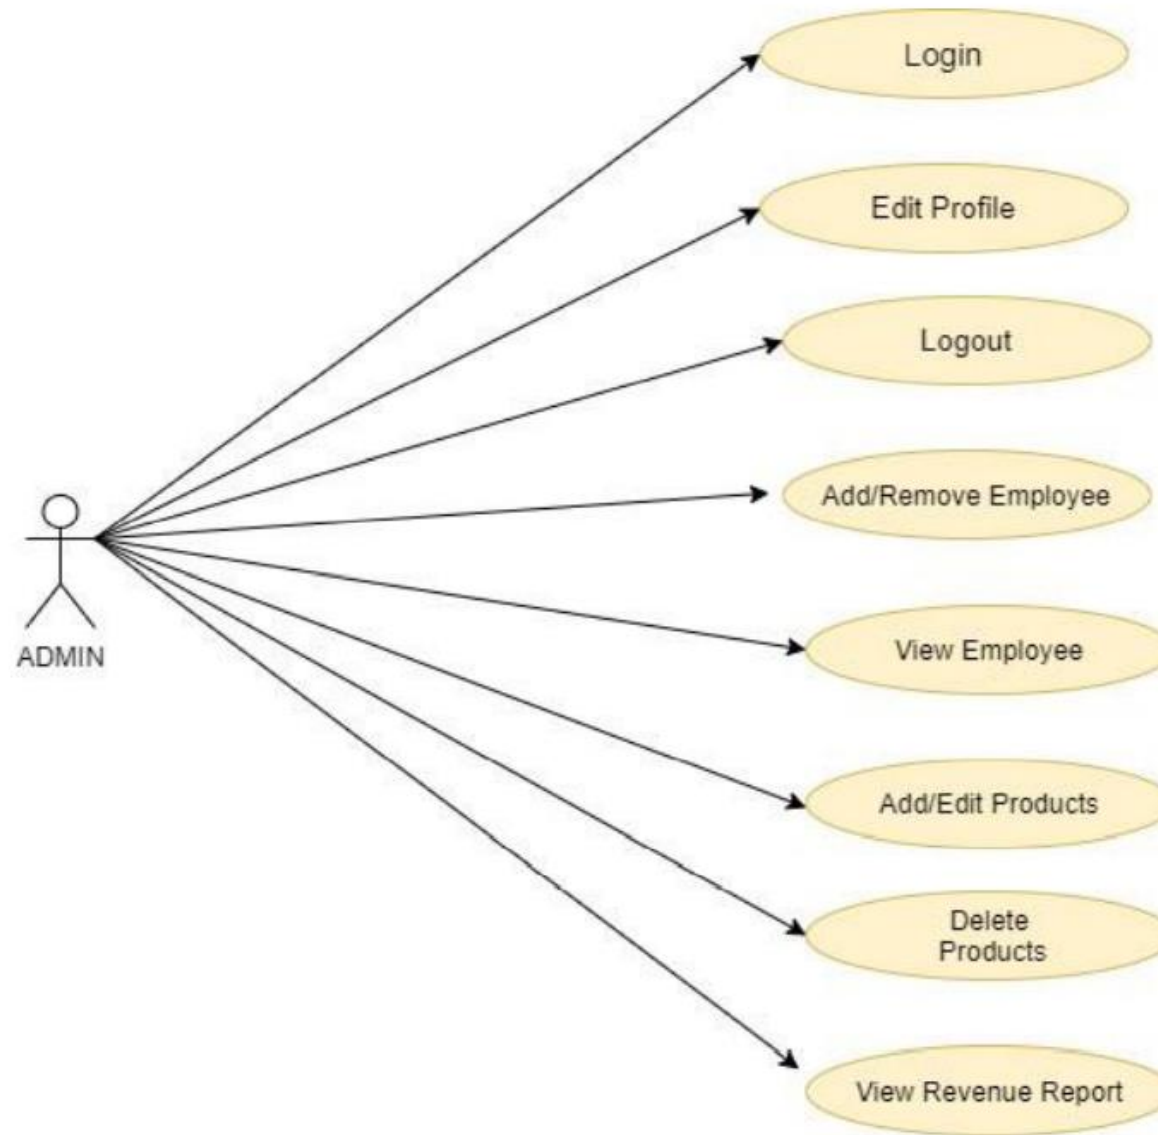 Login
Edit Profile
Logout
Add/Remove Employee
ADMIN
View Employee
Add/Edit Products
Delete
Products
View Revenue Report